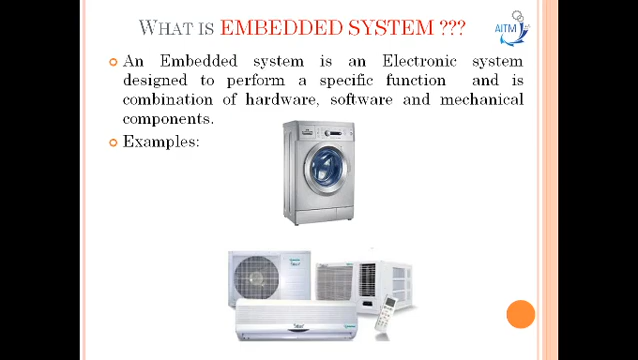 WHAT IS EMBEDDED SYSTEM ???
AITM
An Embedded system is an Electronic system
designed to perform a specific function and is
combination of hardware, software and mechanical
components.
Examples: